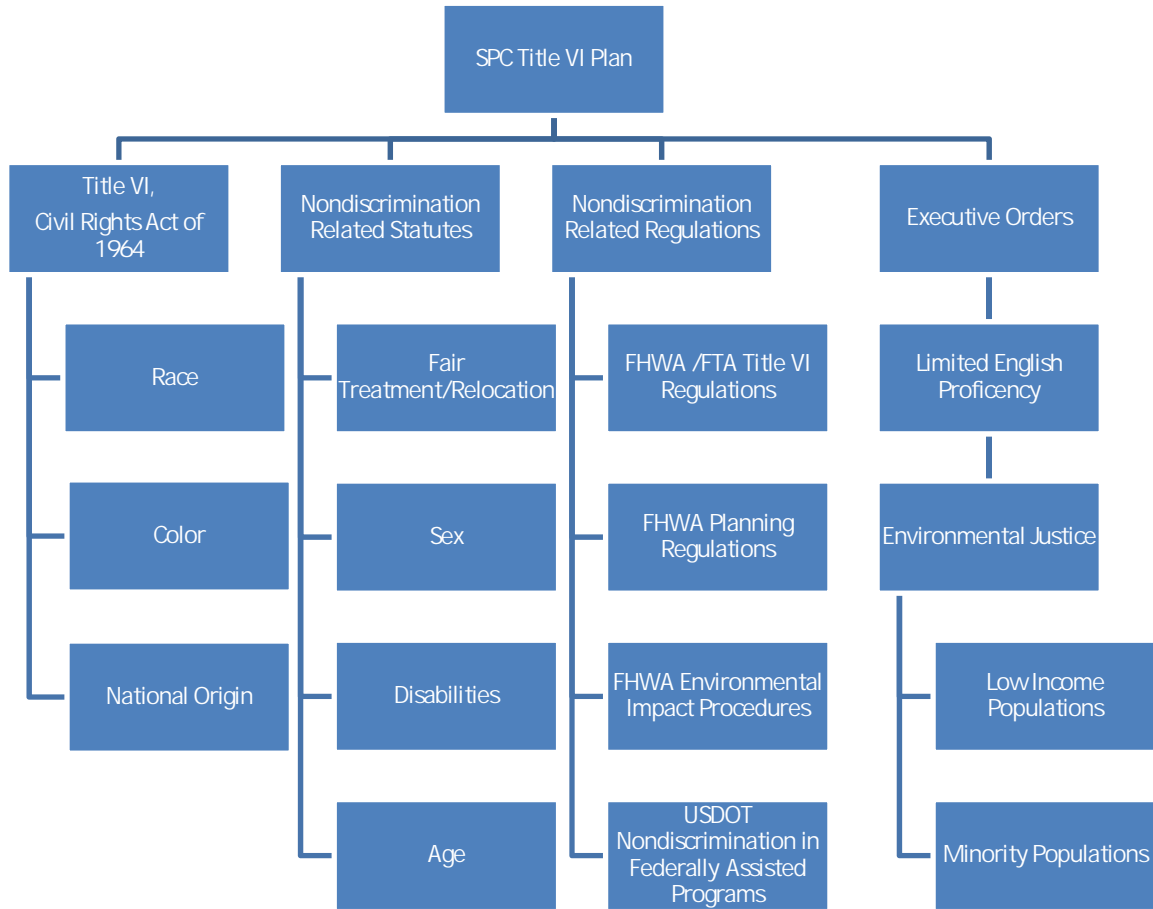 SPC Title VI Plan
Title VI,
Civil Rights Act of
1964
Nondiscrimination
Related Statutes
Nondiscrimination
Related Regulations
Executive Orders
Race
Fair
Treatment/Relocation
FHWA /FTA Title VI
Regulations
Limited English
Proficency
Color
Sex
FHWA Planning
Regulations
Environmental Justice
National Origin
Disabilities
FHWA Environmental
Impact Procedures
Low Income
Populations
Age
USDOT
Nondiscrimination in
Federally Assisted
Programs
Minority Populations